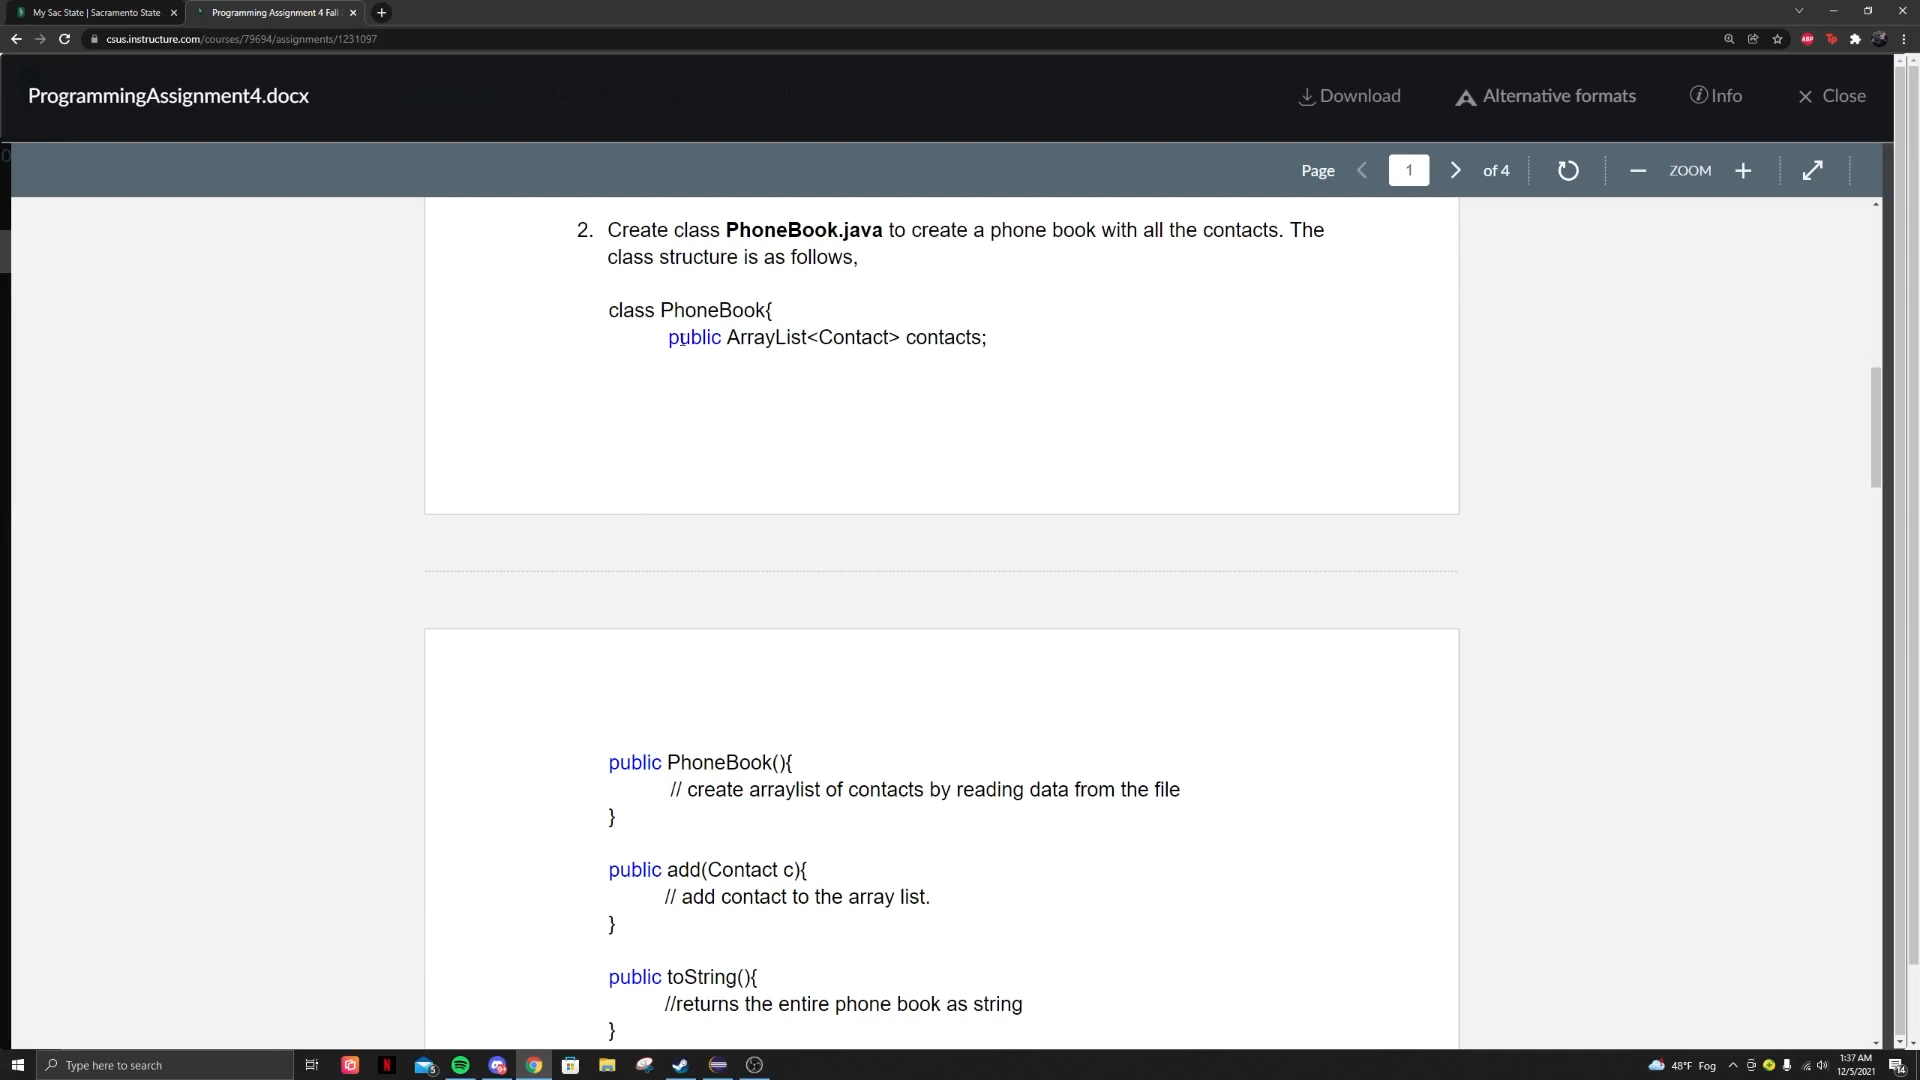 My Sac State | Sacramento State
Programming Assignment 4 Fall
csus.instructure.com/courses/79694/assignments/1231097
ABP
ProgrammingAssignment4.docx
Download
Alternative formats
Info
Close
Page
1
of 4
ZOOM
2. Create class PhoneBook.java to create a phone book with all the contacts. The
class structure is as follows,
class PhoneBook{
public ArrayList<Contact> contacts;
public PhoneBook(){
// create arraylist of contacts by reading data from the file
}
public add(Contact c){
// add contact to the array list.
}
public toString(){
//returns the entire phone book as string
}
Type here to search
N
5
48°F Fog
1:37 AM
12/5/2021
14